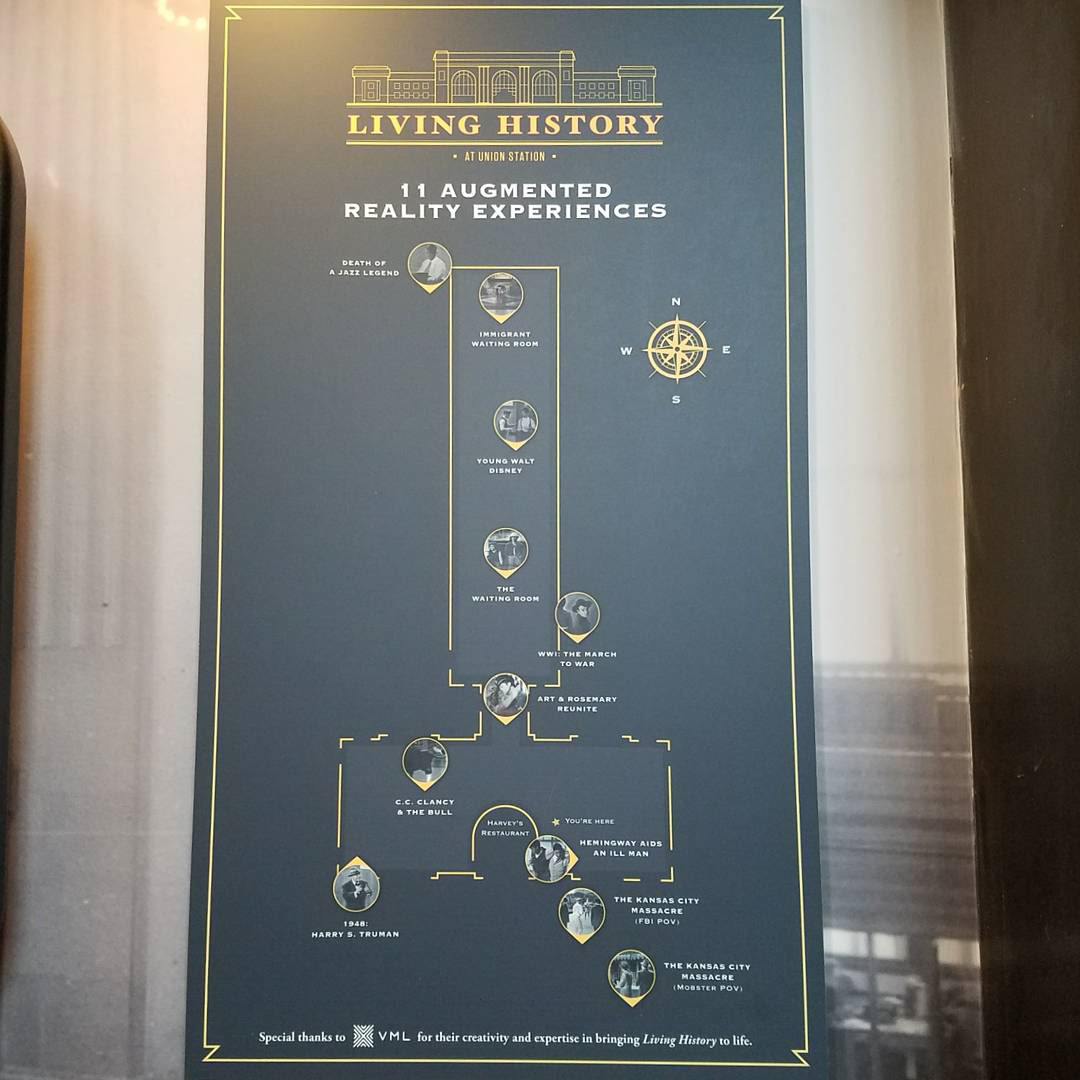 LIVING HISTORY
• AT UNION STATION •
11 AUGMENTED
REALITY EXPERIENCES
DEATH OF
A JAZZ LEGEND
IMMIGRANT
WAITING ROOM
N
W
E
S
YOUNG WALT
DISNEY
THE
WAITING ROOM
WWI: THE MARCH
TO WAR
ART & ROSEMARY
REUNITE
C.C. CLANCY
& THE BULL
HARVEY'S
RESTAURANT
YOU'RE HERE
HEMINGWAY AIDS
AN ILL MAN
1948:
HARRY S. TRUMAN
THE KANSAS CITY
MASSACRE
(FBI POV)
THE KANSAS CITY
MASSACRE
(MOBSTER POV)
Special thanks to VML for their creativity and expertise in bringing Living History to life.